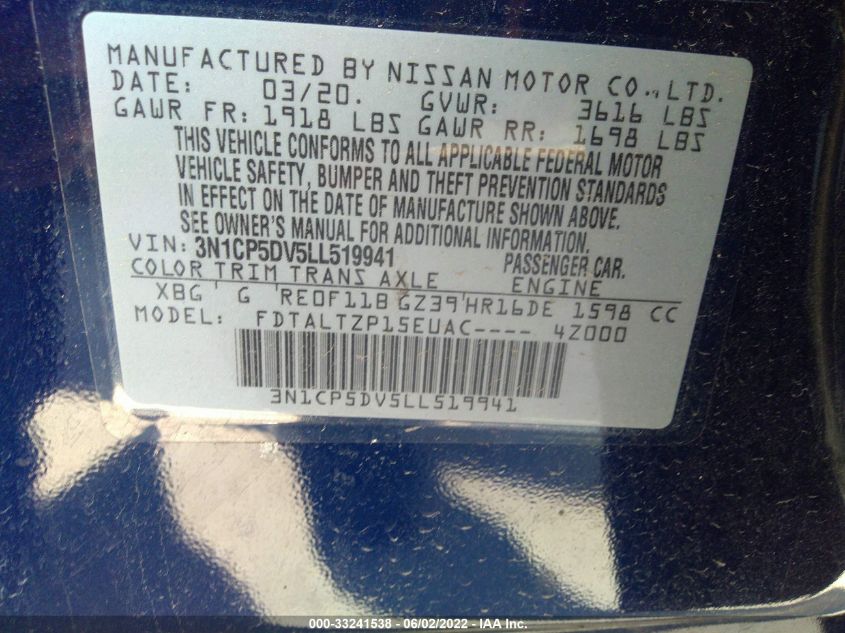 MANUFACTURED BY NISSAN MOTOR CO., LTD.
DATE: 03/20. GVWR: 3616 LBS
GAWR FR: 1918 LBS GAWR RR: 1698 LBS
THIS VEHICLE CONFORMS TO ALL APPLICABLE FEDERAL MOTOR
VEHICLE SAFETY, BUMPER AND THEFT PREVENTION STANDARDS
IN EFFECT ON THE DATE OF MANUFACTURE SHOWN ABOVE.
SEE OWNER'S MANUAL FOR ADDITIONAL INFORMATION.
VIN: 3N1CP5DV5LL519941 PASSENGER CAR.
COLOR TRIM TRANS AXLE ENGINE
XBG ' G 'RE0F11B GZ39'HR16DE 1598 CC
MODEL: FDTALTZP15EUAC---- 4Z000
3N1CP5DV5LL519941
000-33241538 - 06/02/2022 - IAA Inc.